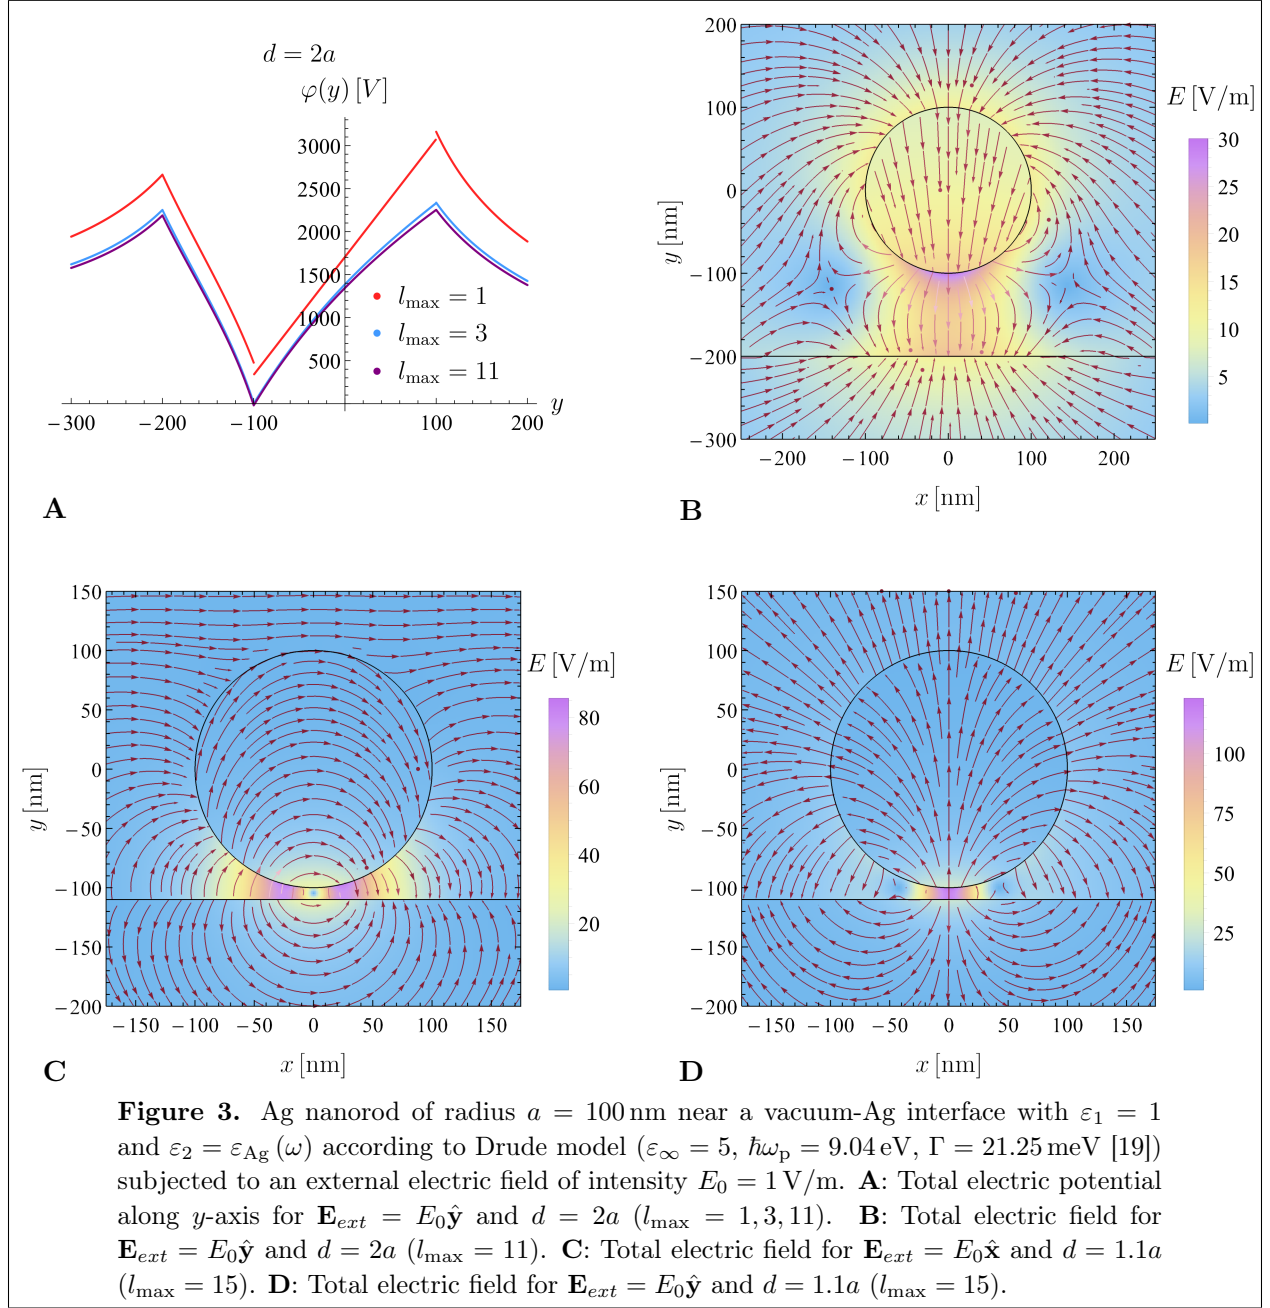 d = 2a
φ(y) [V]
3000
2500
2000
1500
1000
500
l_max = 1
l_max = 3
l_max = 11
−300 −200 −100 100 200 y
A
200
100
0
−100
−200
−300
y [nm]
−200 −100 0 100 200
x [nm]
E [V/m]
30
25
20
15
10
5
B
150
100
50
0
−50
−100
−150
−200
y [nm]
−150 −100 −50 0 50 100 150
x [nm]
E [V/m]
80
60
40
20
C
150
100
50
0
−50
−100
−150
−200
y [nm]
−150 −100 −50 0 50 100 150
x [nm]
E [V/m]
100
75
50
25
D
Figure 3. Ag nanorod of radius a = 100 nm near a vacuum-Ag interface with ε₁ = 1
and ε₂ = ε_Ag (ω) according to Drude model (ε_∞ = 5, ℏω_p = 9.04 eV, Γ = 21.25 meV [19])
subjected to an external electric field of intensity E₀ = 1 V/m. A: Total electric potential
along y-axis for E_ext = E₀ŷ and d = 2a (l_max = 1, 3, 11). B: Total electric field for
E_ext = E₀ŷ and d = 2a (l_max = 11). C: Total electric field for E_ext = E₀x̂ and d = 1.1a
(l_max = 15). D: Total electric field for E_ext = E₀ŷ and d = 1.1a (l_max = 15).